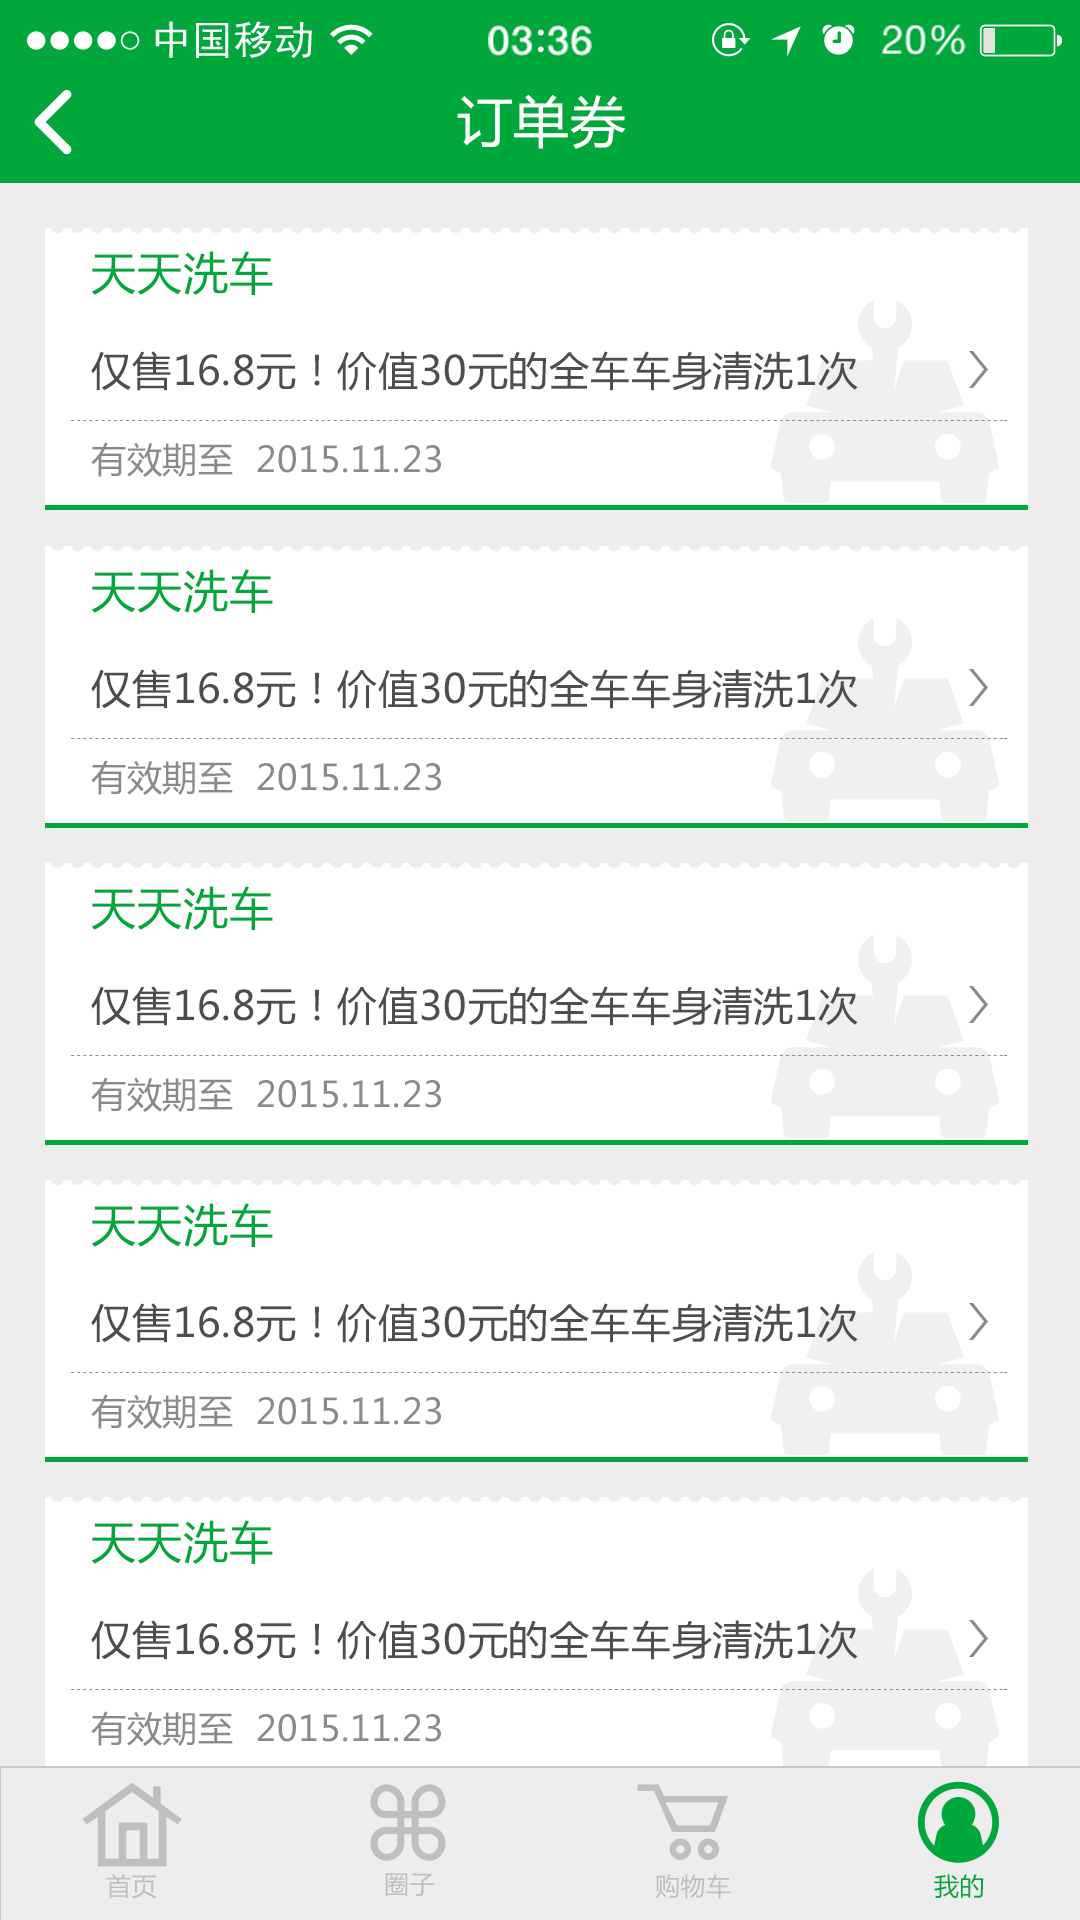 中国移动 03:36 20%
订单券
天天洗车
仅售16.8元！价值30元的全车车身清洗1次
有效期至 2015.11.23
天天洗车
仅售16.8元！价值30元的全车车身清洗1次
有效期至 2015.11.23
天天洗车
仅售16.8元！价值30元的全车车身清洗1次
有效期至 2015.11.23
天天洗车
仅售16.8元！价值30元的全车车身清洗1次
有效期至 2015.11.23
天天洗车
仅售16.8元！价值30元的全车车身清洗1次
有效期至 2015.11.23
首页 圈子 购物车 我的